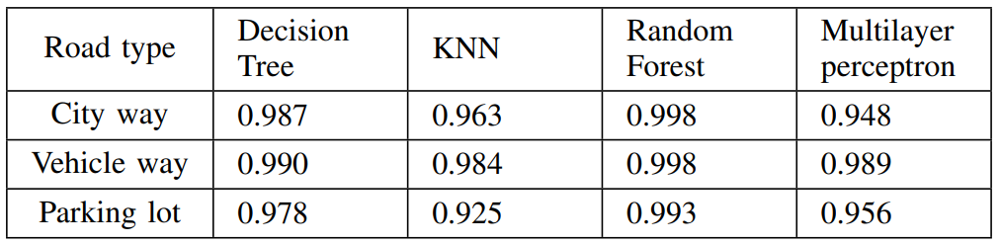 Road type Decision Tree KNN Random Forest Multilayer perceptron
City way 0.987 0.963 0.998 0.948
Vehicle way 0.990 0.984 0.998 0.989
Parking lot 0.978 0.925 0.993 0.956